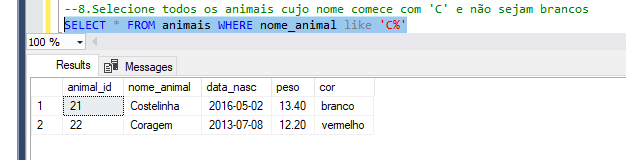 --8.Selecione todos os animais cujo nome comece com 'C' e não sejam brancos
SELECT * FROM animais WHERE nome_animal like 'C%'
100 %
Results Messages
animal_id nome_animal data_nasc peso cor
1 21 Costelinha 2016-05-02 13.40 branco
2 22 Coragem 2013-07-08 12.20 vermelho